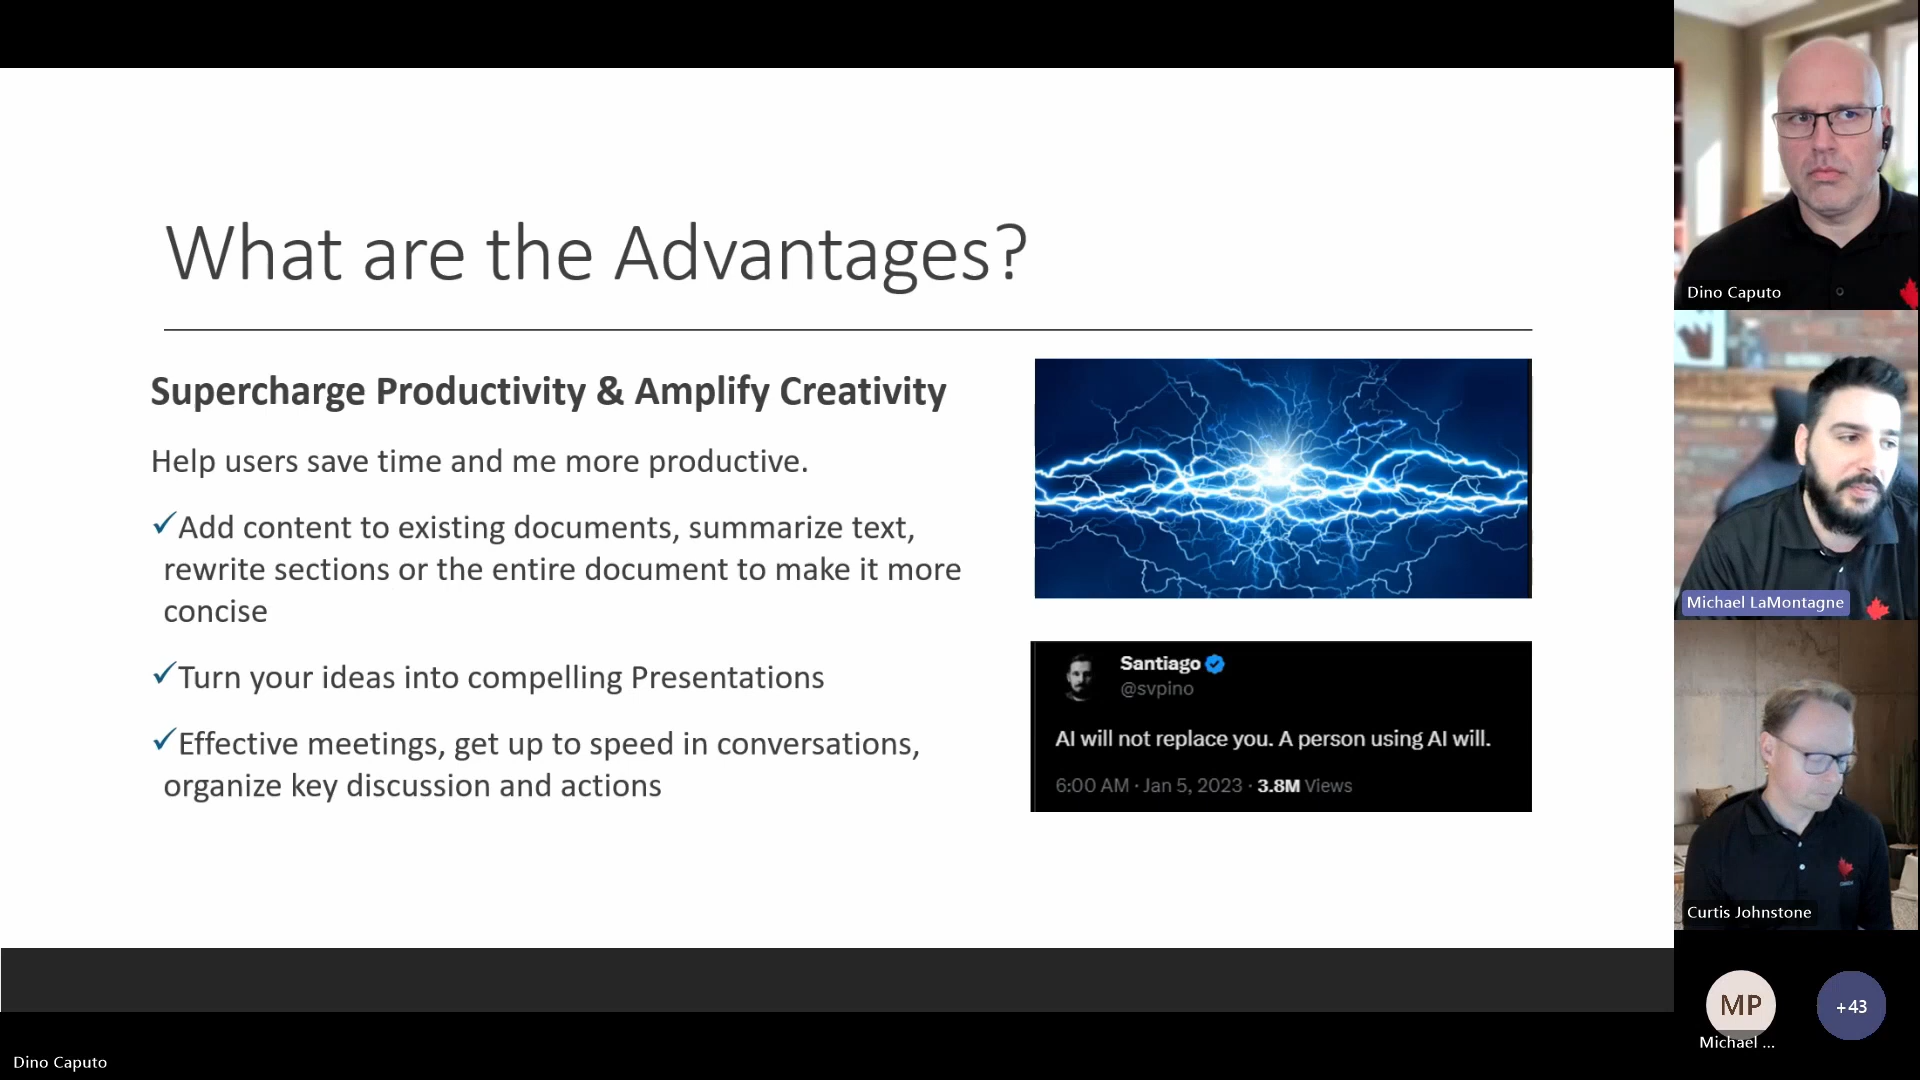 What are the Advantages?
Supercharge Productivity & Amplify Creativity
Help users save time and me more productive.
✓Add content to existing documents, summarize text,
rewrite sections or the entire document to make it more
concise
✓Turn your ideas into compelling Presentations
✓Effective meetings, get up to speed in conversations,
organize key discussion and actions
Santiago
@svpino
AI will not replace you. A person using AI will.
6:00 AM · Jan 5, 2023 · 3.8M Views
Dino Caputo
Michael LaMontagne
Curtis Johnstone
MP
+43
Michael ...
Dino Caputo